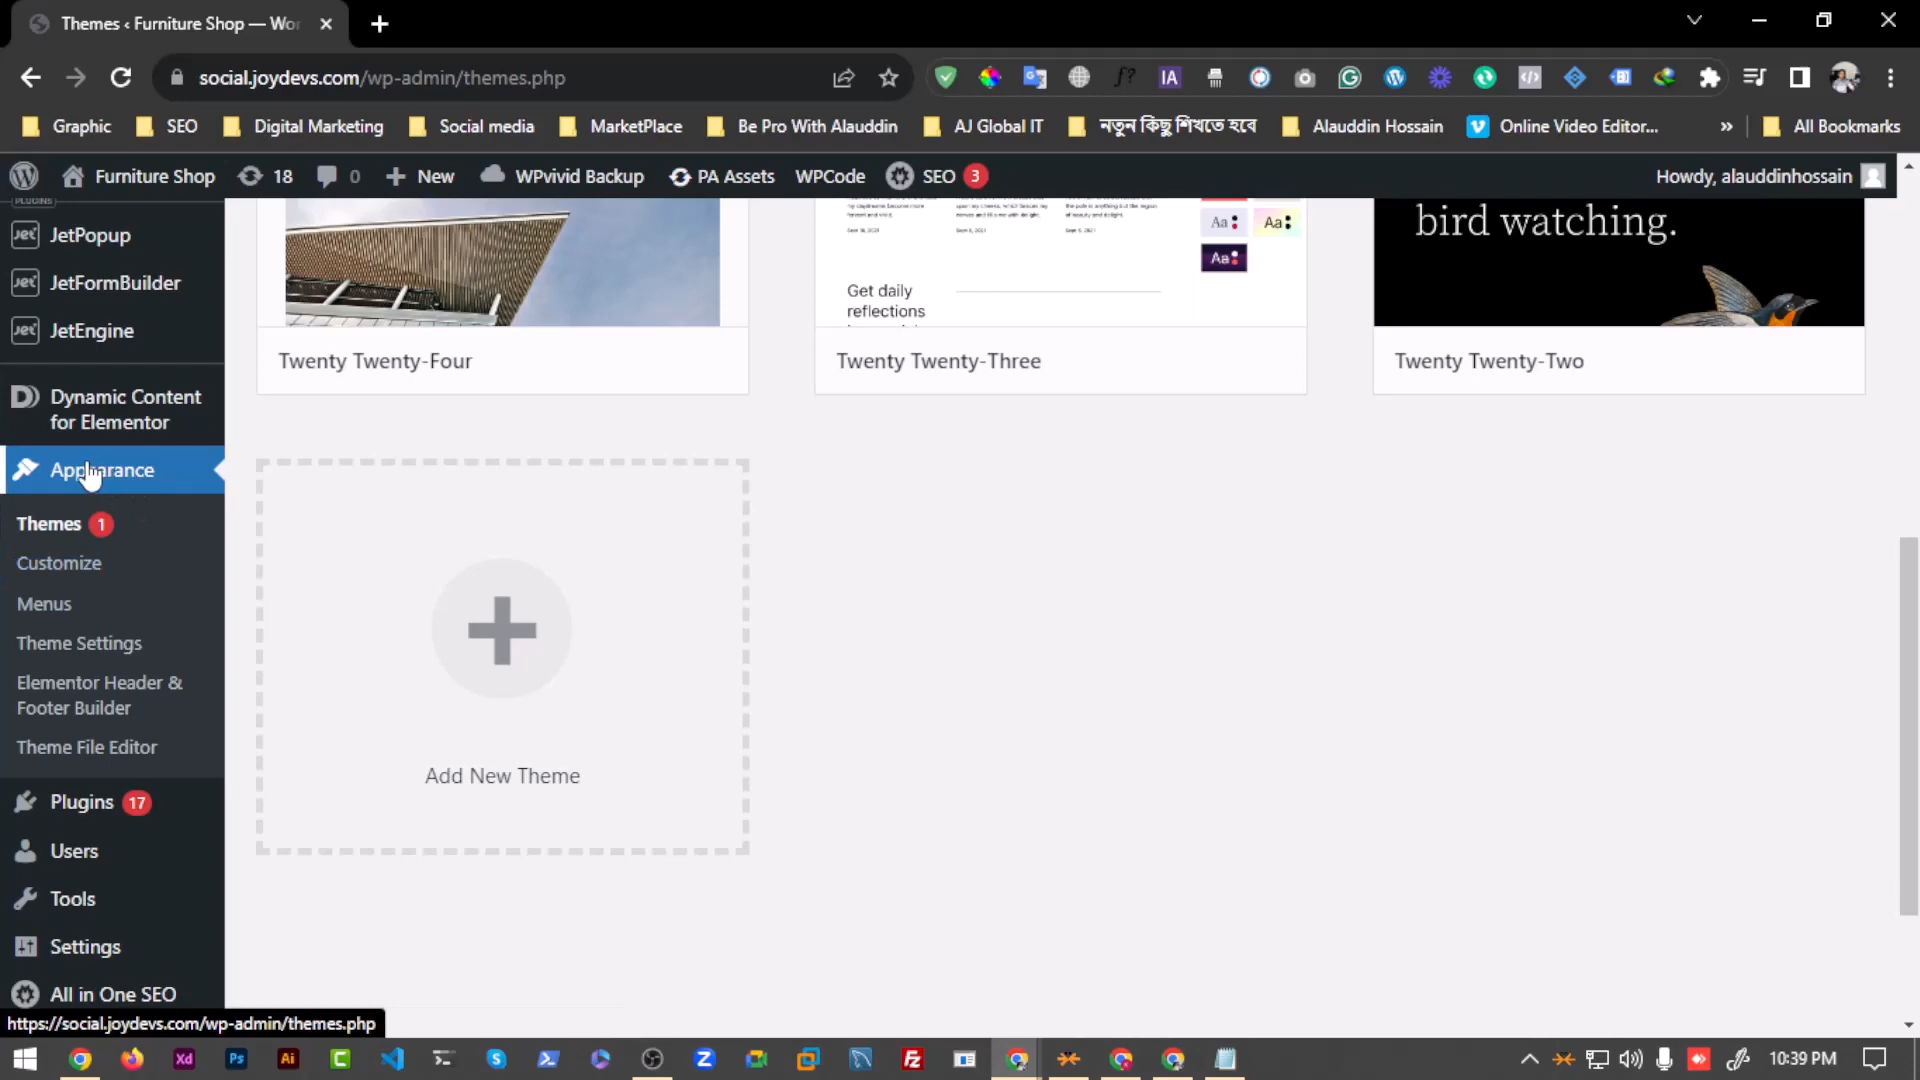 Themes ‹ Furniture Shop — Wor
social.joydevs.com/wp-admin/themes.php
Graphic
SEO
Digital Marketing
Social media
MarketPlace
Be Pro With Alauddin
AJ Global IT
নতুন কিছু শিখতে হবে
Alauddin Hossain
Online Video Editor...
»
All Bookmarks
Furniture Shop
18
0
New
WPvivid Backup
PA Assets
WPCode
SEO 3
Howdy, alauddinhossain
PLUGINS
JetPopup
JetFormBuilder
JetEngine
Dynamic Content
for Elementor
Appearance
Themes 1
Customize
Menus
Theme Settings
Elementor Header &
Footer Builder
Theme File Editor
Plugins 17
Users
Tools
Settings
All in One SEO
https://social.joydevs.com/wp-admin/themes.php
Get daily
reflections
Aa
Aa
Aa
bird watching.
Twenty Twenty-Four
Twenty Twenty-Three
Twenty Twenty-Two
Add New Theme
10:39 PM